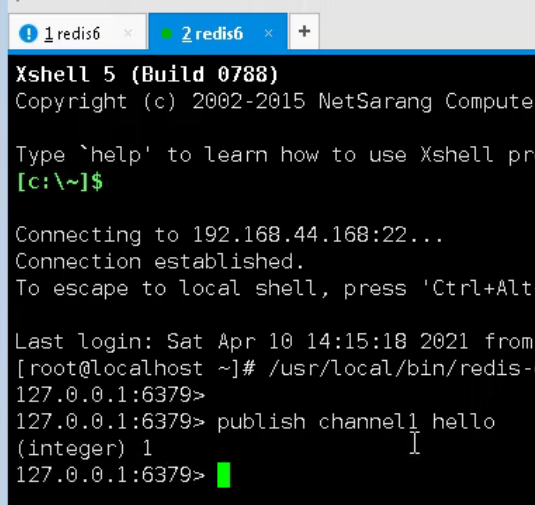 1 redis6 × 2 redis6 × +
Xshell 5 (Build 0788)
Copyright (c) 2002-2015 NetSarang Compute
Type `help' to learn how to use Xshell pr
[c:\~]$
Connecting to 192.168.44.168:22...
Connection established.
To escape to local shell, press 'Ctrl+Alt
Last login: Sat Apr 10 14:15:18 2021 from
[root@localhost ~]# /usr/local/bin/redis-
127.0.0.1:6379>
127.0.0.1:6379> publish channel1 hello
(integer) 1
127.0.0.1:6379>